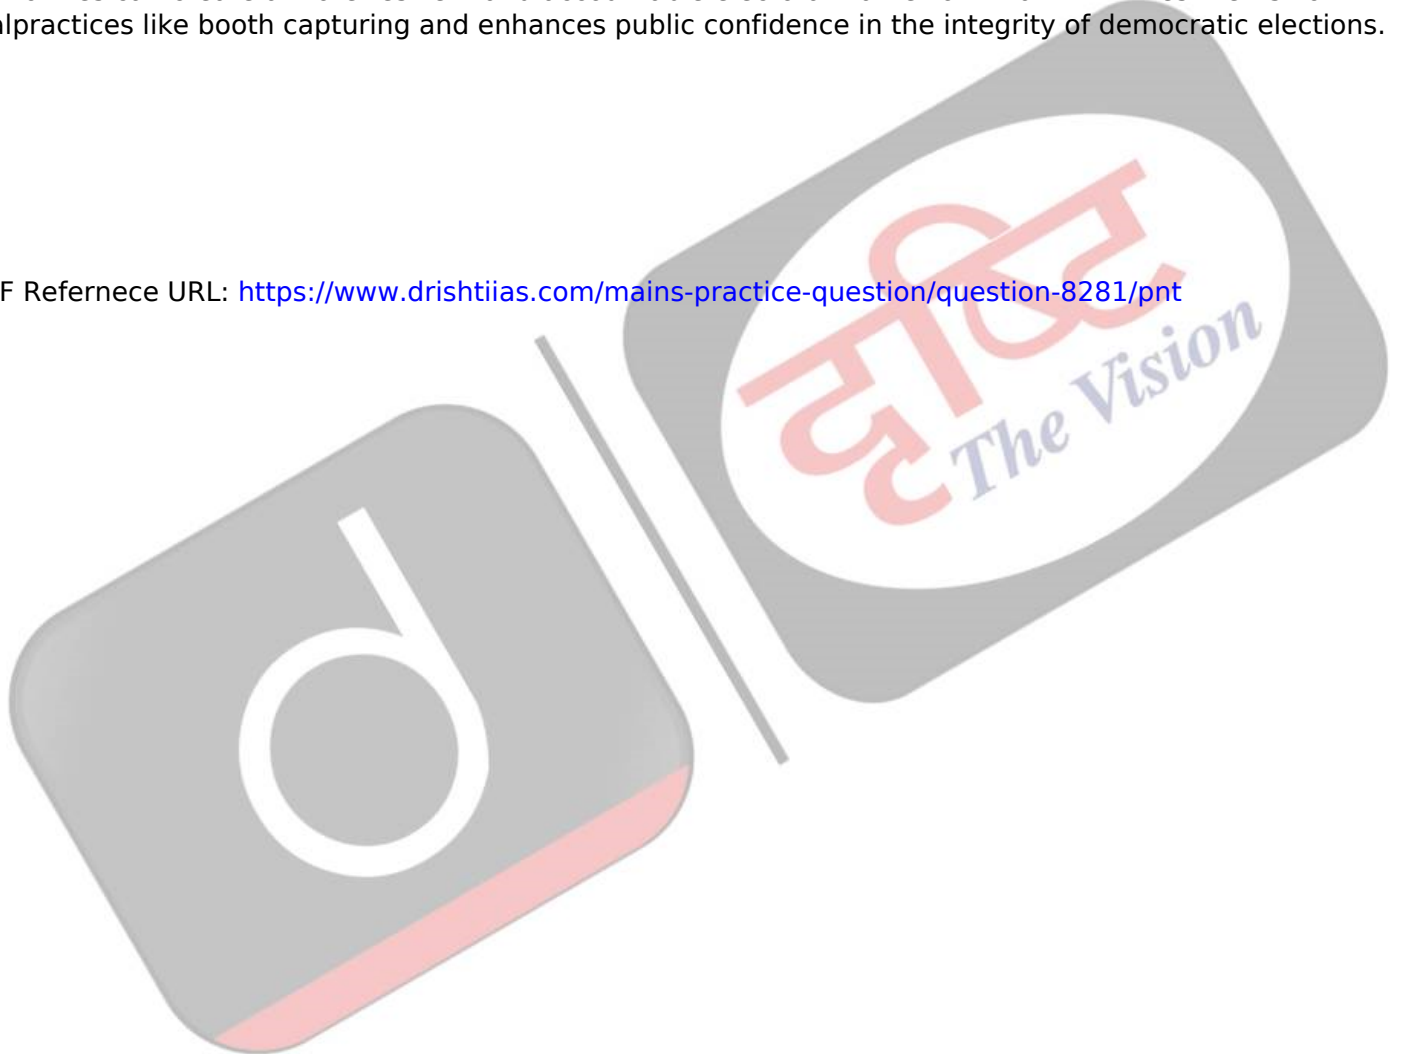 alpractices like booth capturing and enhances public confidence in the integrity of democratic elections.
F Refernece URL: https://www.drishtiias.com/mains-practice-question/question-8281/pnt
दृष्टि
The Vision
d